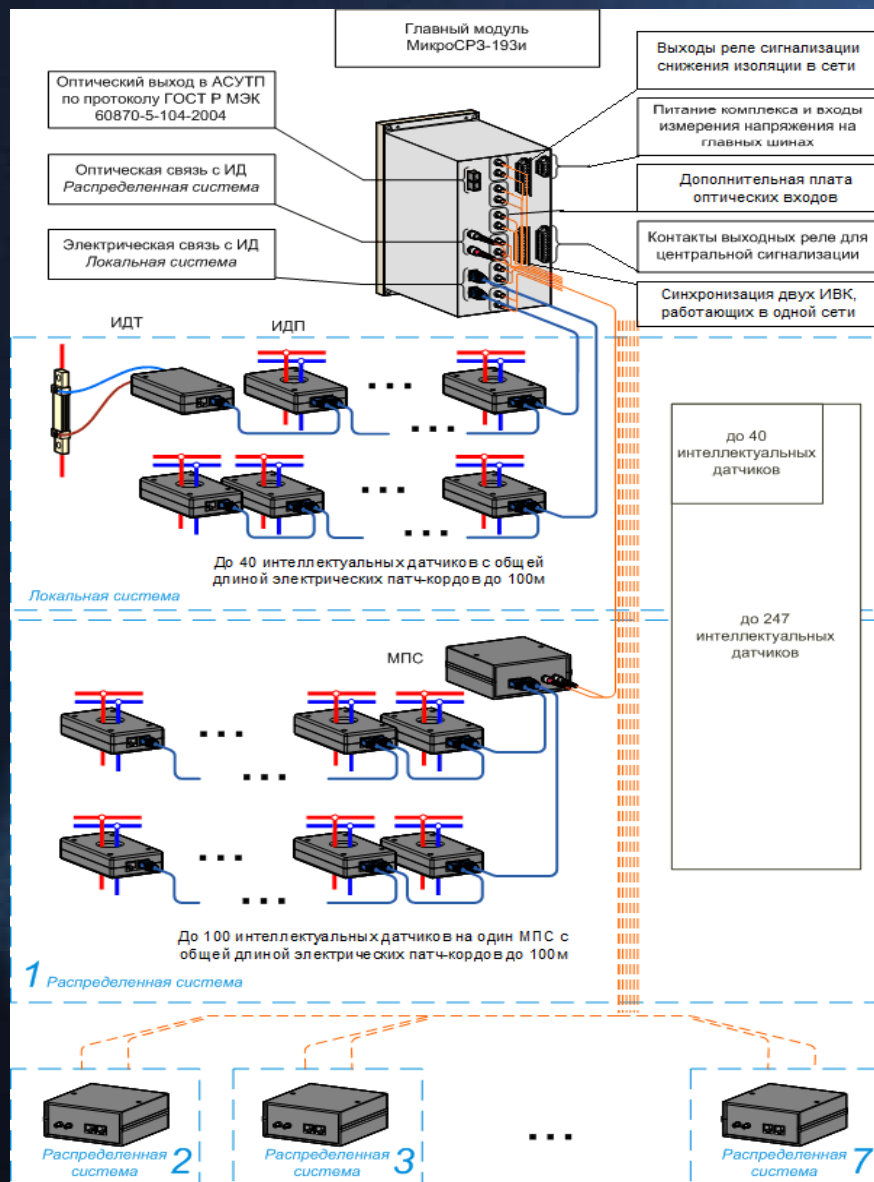 Главный модуль
МикроСРЗ-193и
Оптический выход в АСУТП
по протоколу ГОСТ Р МЭК
60870-5-104-2004
Оптическая связь с ИД
Распределенная система
Электрическая связь с ИД
Локальная система
Выходы реле сигнализации
снижения изоляции в сети
Питание комплекса и входы
измерения напряжения на
главных шинах
Дополнительная плата
оптических входов
Контакты выходных реле для
центральной сигнализации
Синхронизация двух ИВК,
работающих в одной сети
ИДТ
ИДП
До 40 интеллектуальных датчиков с общей
длиной электрических патч-кордов до 100м
Локальная система
до 40
интеллектуальных
датчиков
до 247
интеллектуальных
датчиков
МПС
До 100 интеллектуальных датчиков на один МПС с
общей длиной электрических патч-кордов до 100м
1 Распределенная система
Распределенная
система 2
Распределенная
система 3
Распределенная
система 7